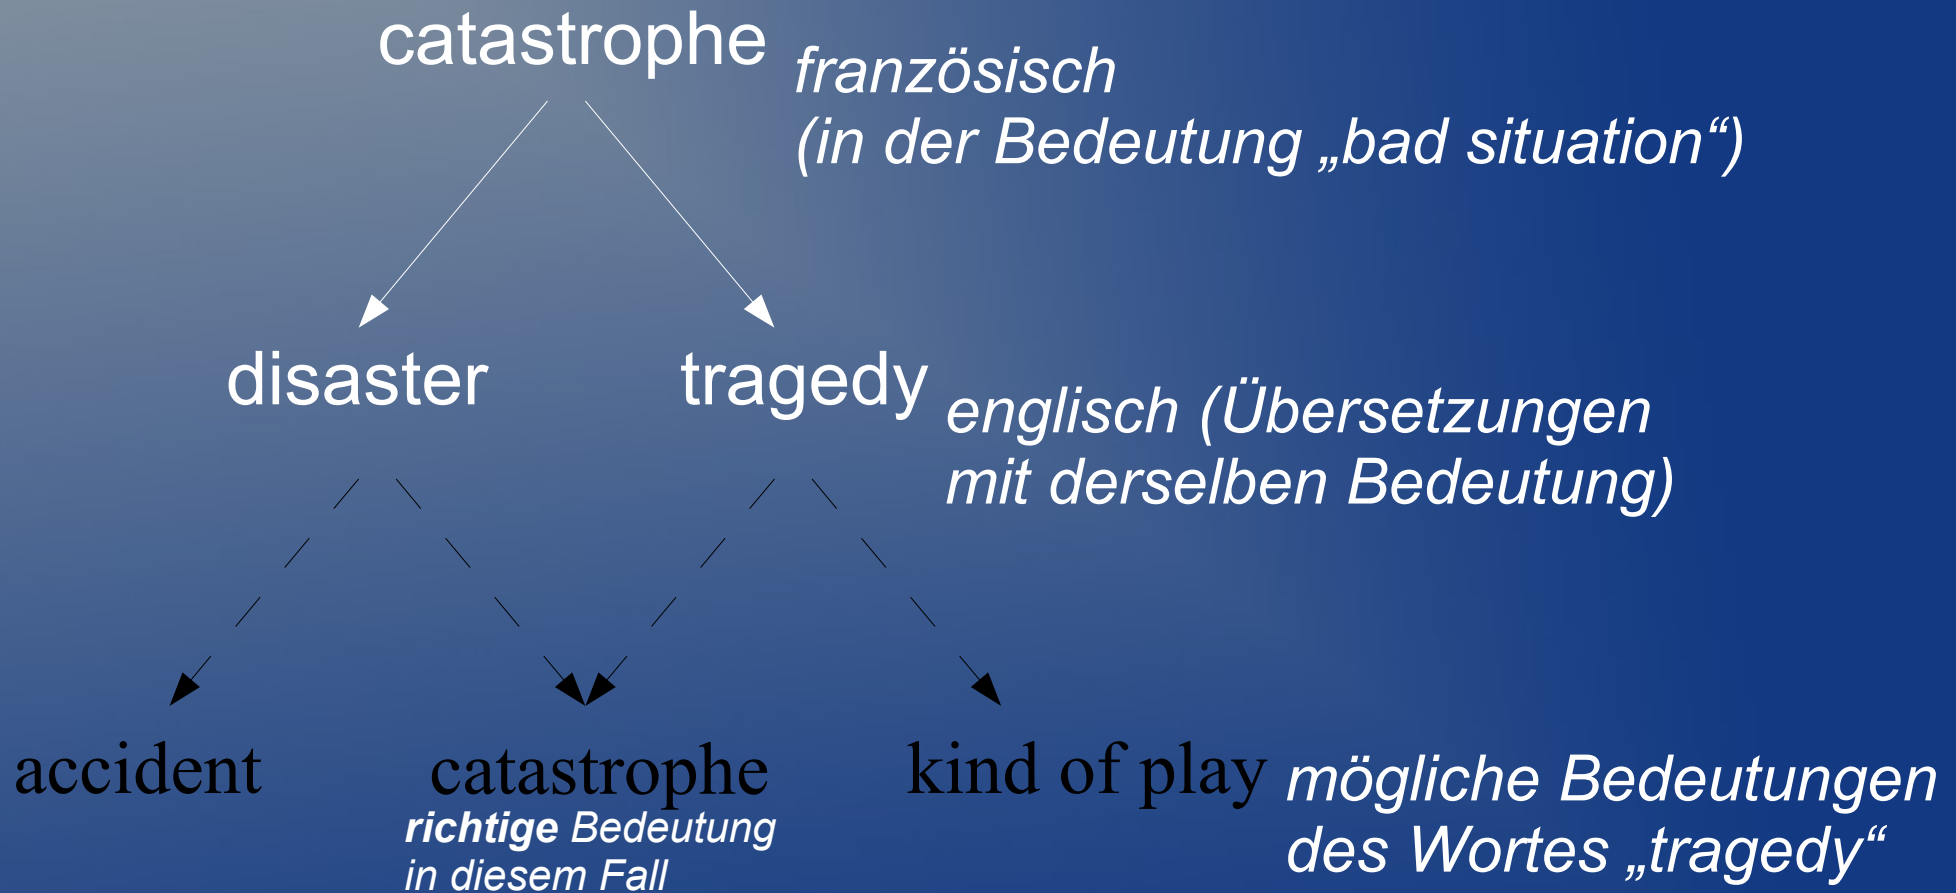 catastrophe
französisch
(in der Bedeutung „bad situation“)
disaster
tragedy
englisch (Übersetzungen
mit derselben Bedeutung)
accident
catastrophe
richtige Bedeutung
in diesem Fall
kind of play
mögliche Bedeutungen
des Wortes „tragedy“